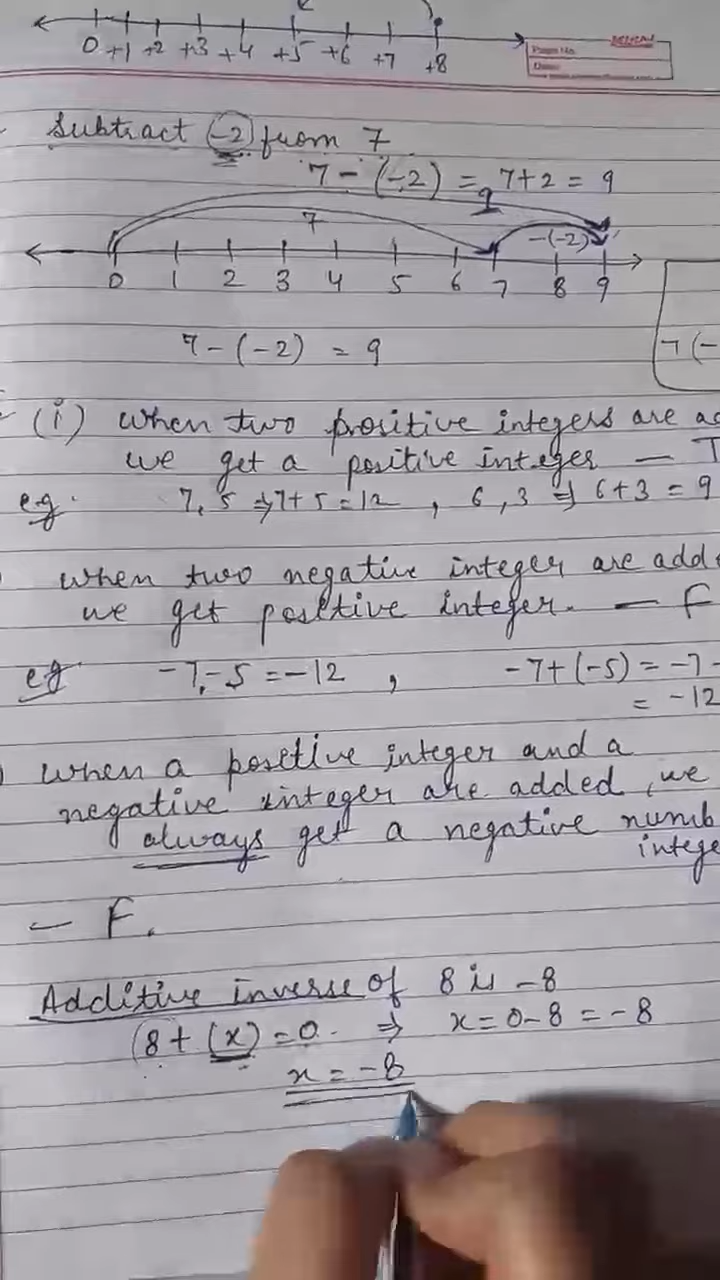 0 +1 +2 +3 +4 +5 +6 +7 +8
Page No.
Date:
Subtract (-2) from 7
7 - (-2) = 7+2 = 9
9
7
-(-2)
0 1 2 3 4 5 6 7 8 9
7 - (-2) = 9
7 (-
(i) When two positive integers are ad
we get a positive integer — T
eg. 7, 5 ⇒ 7+5 = 12 , 6, 3 ⇒ 6+3 = 9
When two negative integer are add
we get positive integer. — F
eg -7, -5 = -12 , -7+(-5) = -7 -
= -12
When a positive integer and a
negative integer are added, we
always get a negative numb
intege
— F.
Additive inverse of 8 is -8
8 + (x) = 0. ⇒ x = 0-8 = -8
x = -8